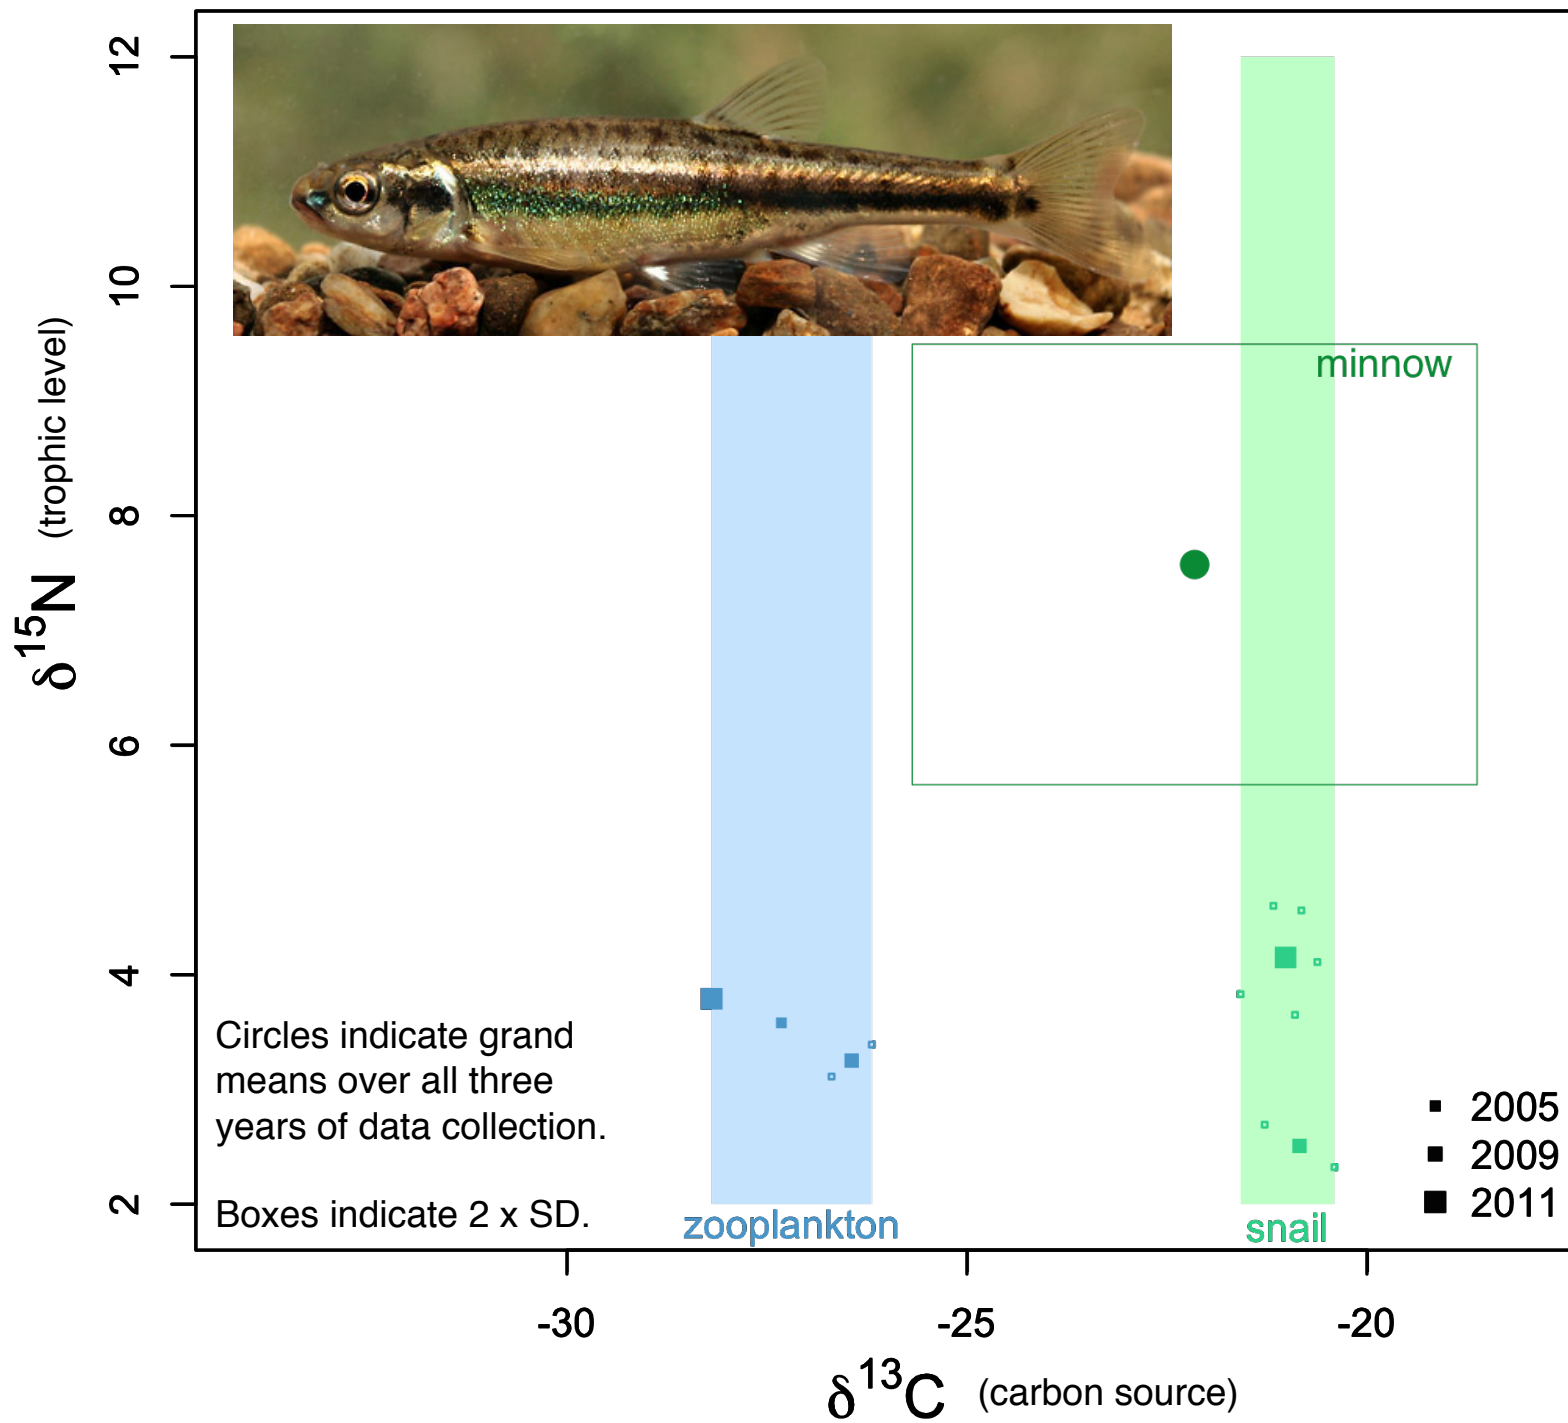 12
10
8
6
4
2
δ15N (trophic level)
minnow
Circles indicate grand
means over all three
years of data collection.
Boxes indicate 2 x SD.
zooplankton
snail
2005
2009
2011
-30
-25
-20
δ13C (carbon source)